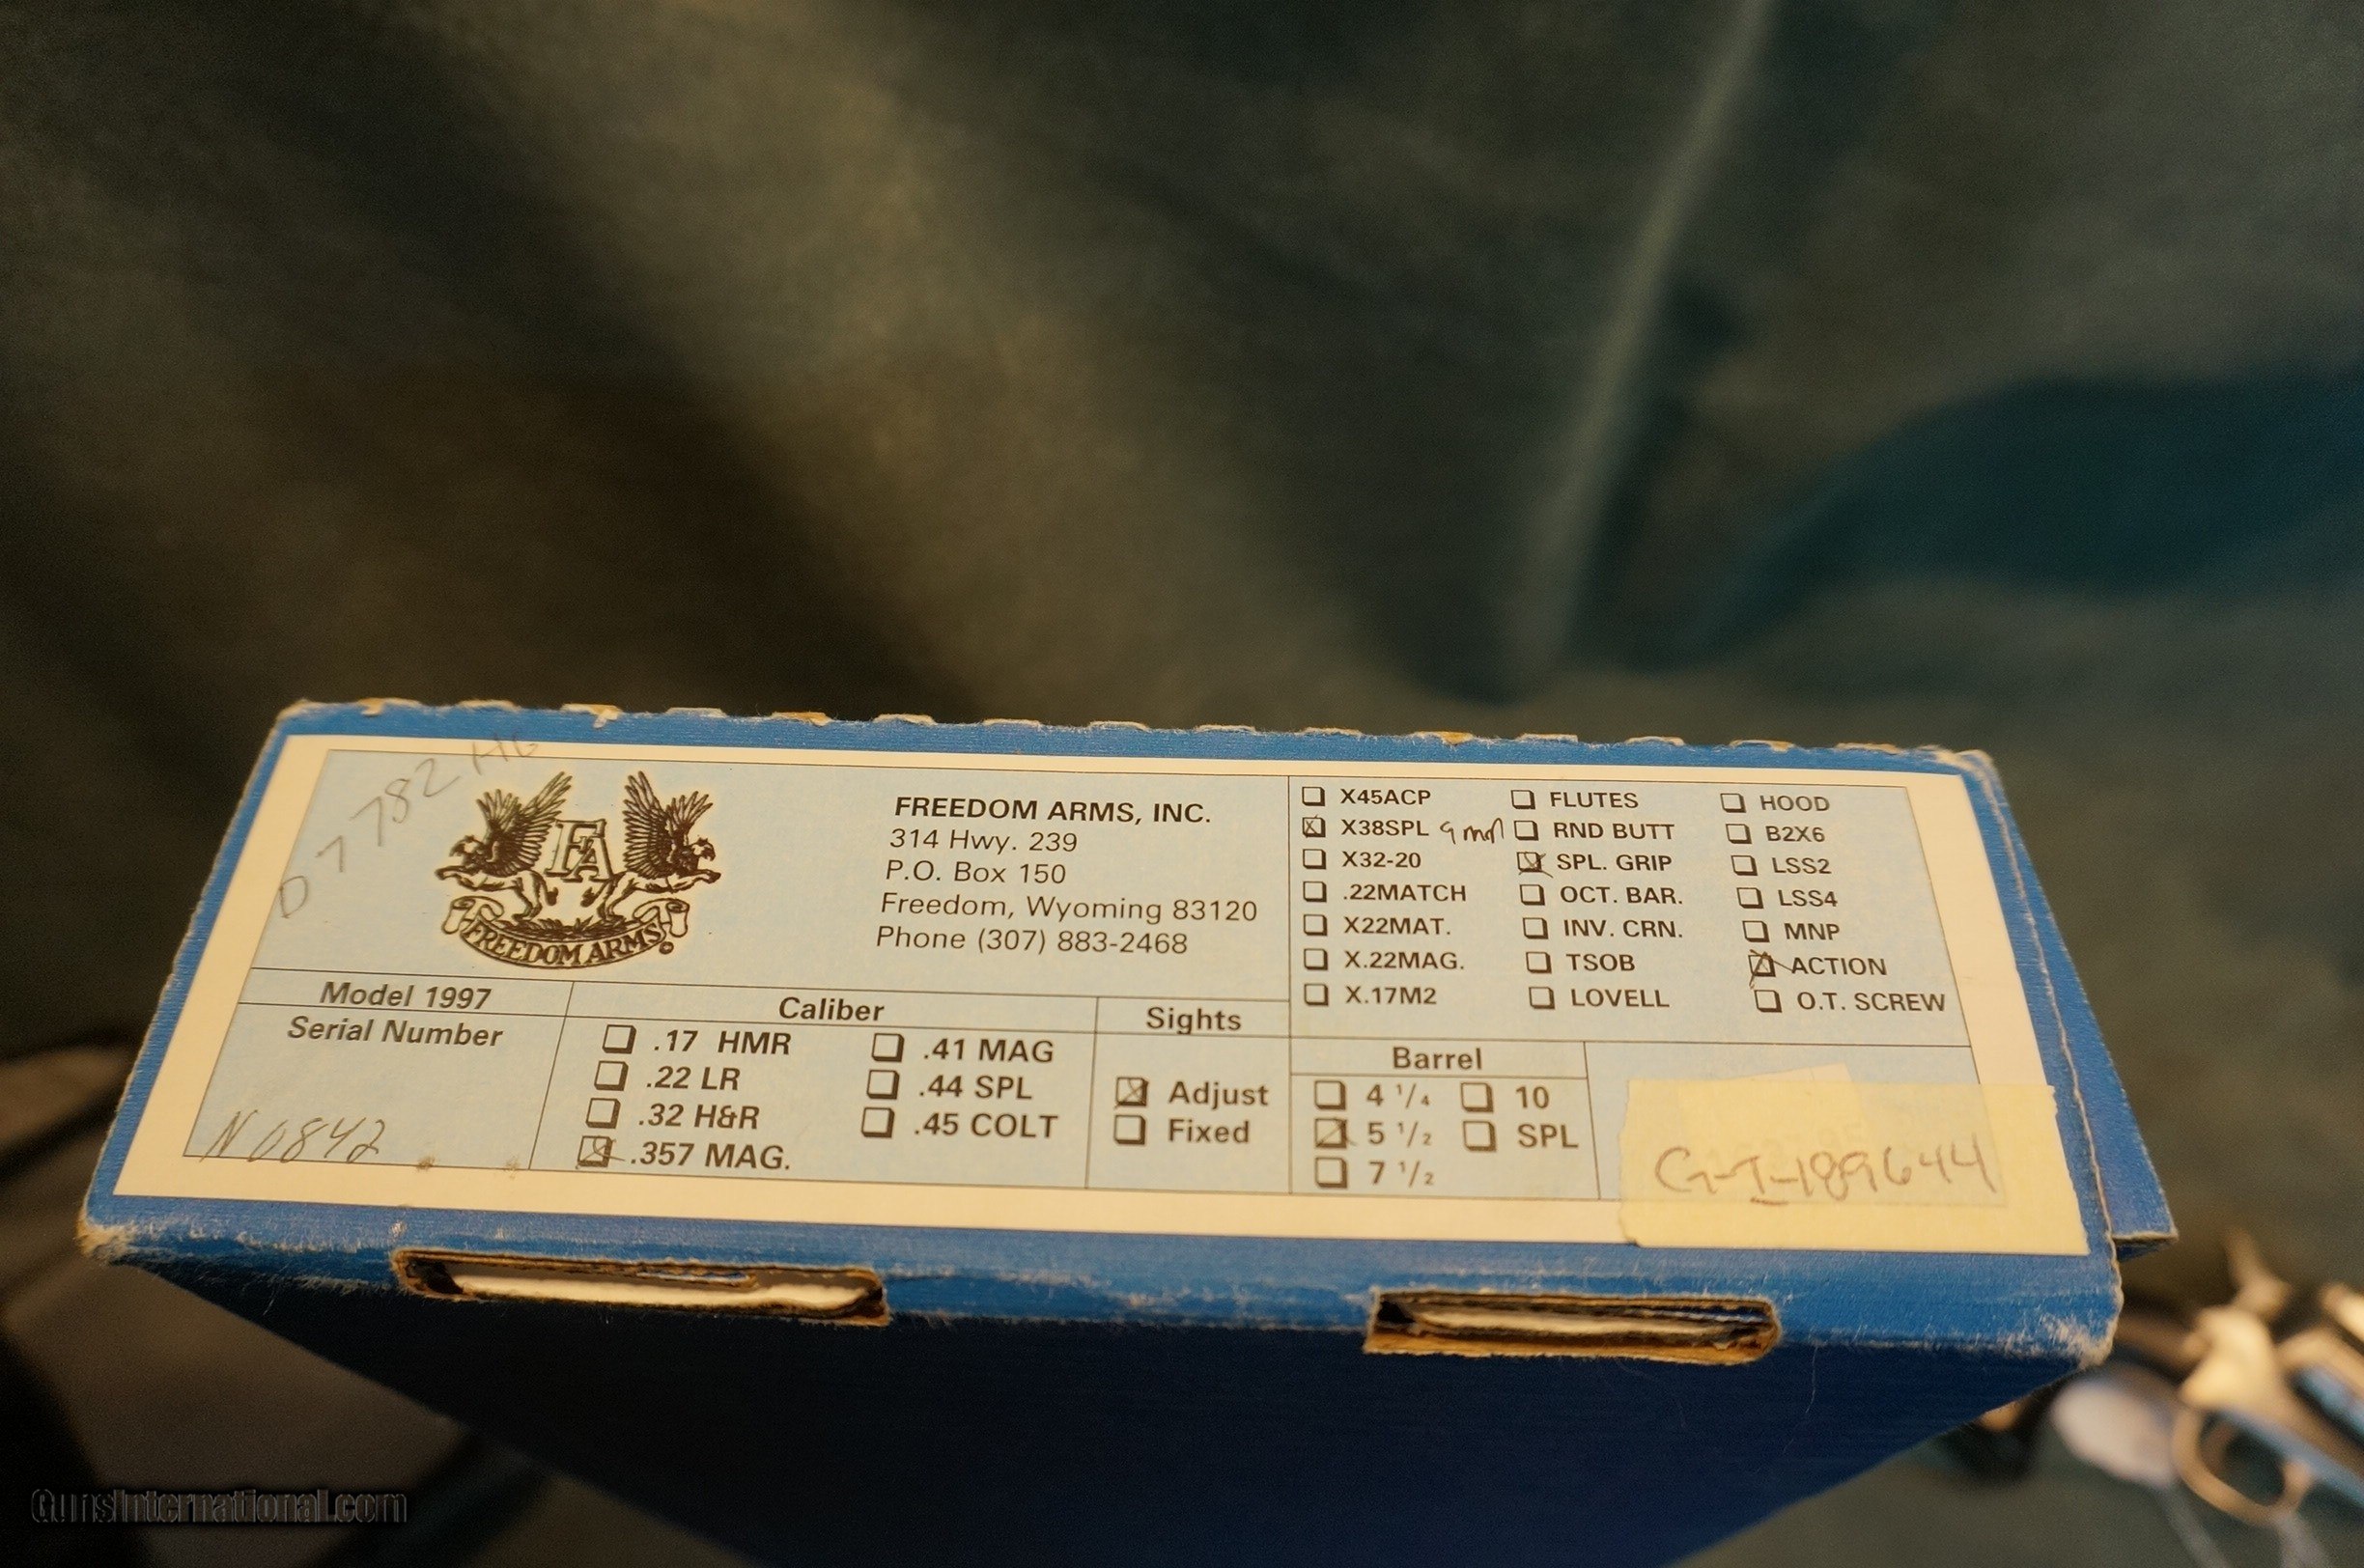 D 7782 HG
FA
FREEDOM ARMS
FREEDOM ARMS, INC.
314 Hwy. 239
P.O. Box 150
Freedom, Wyoming 83120
Phone (307) 883-2468
X45ACP
X38SPL 9mm
X32-20
.22MATCH
X22MAT.
X.22MAG.
X.17M2
FLUTES
RND BUTT
SPL. GRIP
OCT. BAR.
INV. CRN.
TSOB
LOVELL
HOOD
B2X6
LSS2
LSS4
MNP
ACTION
O.T. SCREW
Model 1997
Serial Number
N0842
Caliber
.17 HMR
.22 LR
.32 H&R
.357 MAG.
.41 MAG
.44 SPL
.45 COLT
Sights
Adjust
Fixed
Barrel
4 1/4
5 1/2
7 1/2
10
SPL
G-I-189644
GunsInternational.com